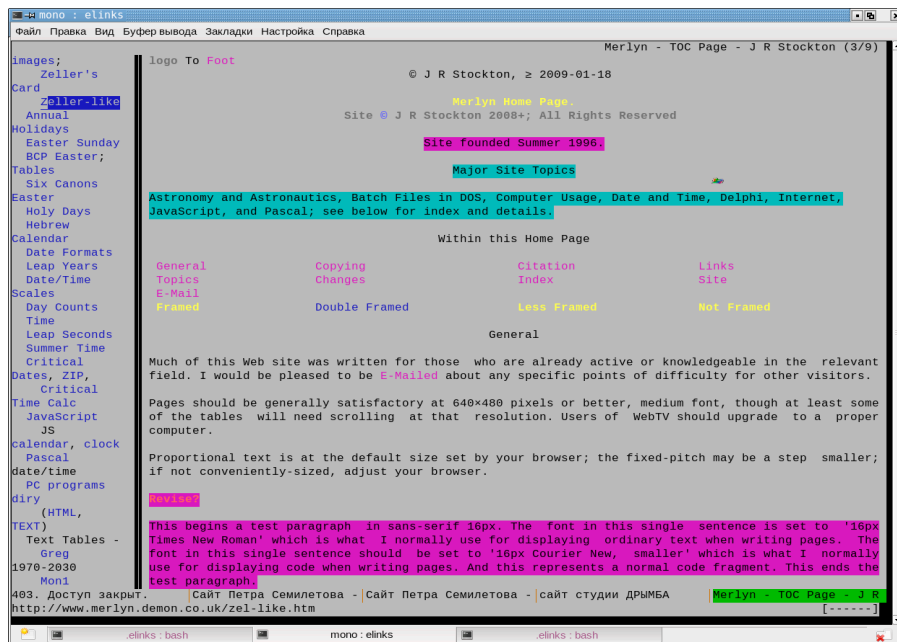 mono : elinks
Файл Правка Вид Буфер вывода Закладки Настройка Справка
Merlyn - TOC Page - J R Stockton (3/9)
images;
Zeller's
Card
Zeller-like
Annual
Holidays
Easter Sunday
BCP Easter;
Tables
Six Canons
Easter
Holy Days
Hebrew
Calendar
Date Formats
Leap Years
Date/Time
Scales
Day Counts
Time
Leap Seconds
Summer Time
Critical
Dates, ZIP,
Critical
Time Calc
JavaScript
JS
calendar, clock
Pascal
date/time
PC programs
diry
(HTML,
TEXT)
Text Tables -
Greg
1970-2030
Mon1
logo To Foot
© J R Stockton, ≥ 2009-01-18
Merlyn Home Page.
Site © J R Stockton 2008+; All Rights Reserved
Site founded Summer 1996.
Major Site Topics
Astronomy and Astronautics, Batch Files in DOS, Computer Usage, Date and Time, Delphi, Internet,
JavaScript, and Pascal; see below for index and details.
Within this Home Page
General Copying Citation Links
Topics Changes Index Site
E-Mail
Framed Double Framed Less Framed Not Framed
General
Much of this Web site was written for those who are already active or knowledgeable in the relevant
field. I would be pleased to be E-Mailed about any specific points of difficulty for other visitors.
Pages should be generally satisfactory at 640×480 pixels or better, medium font, though at least some
of the tables will need scrolling at that resolution. Users of WebTV should upgrade to a proper
computer.
Proportional text is at the default size set by your browser; the fixed-pitch may be a step smaller;
if not conveniently-sized, adjust your browser.
Revise?
This begins a test paragraph in sans-serif 16px. The font in this single sentence is set to '16px
Times New Roman' which is what I normally use for displaying ordinary text when writing pages. The
font in this single sentence should be set to '16px Courier New, smaller' which is what I normally
use for displaying code when writing pages. And this represents a normal code fragment. This ends the
test paragraph.
403. Доступ закрыт. |Сайт Петра Семилетова - |Сайт Петра Семилетова - |сайт студии ДРЫМБА |Merlyn - TOC Page - J R
http://www.merlyn.demon.co.uk/zel-like.htm [------]
.elinks : bash mono : elinks .elinks : bash